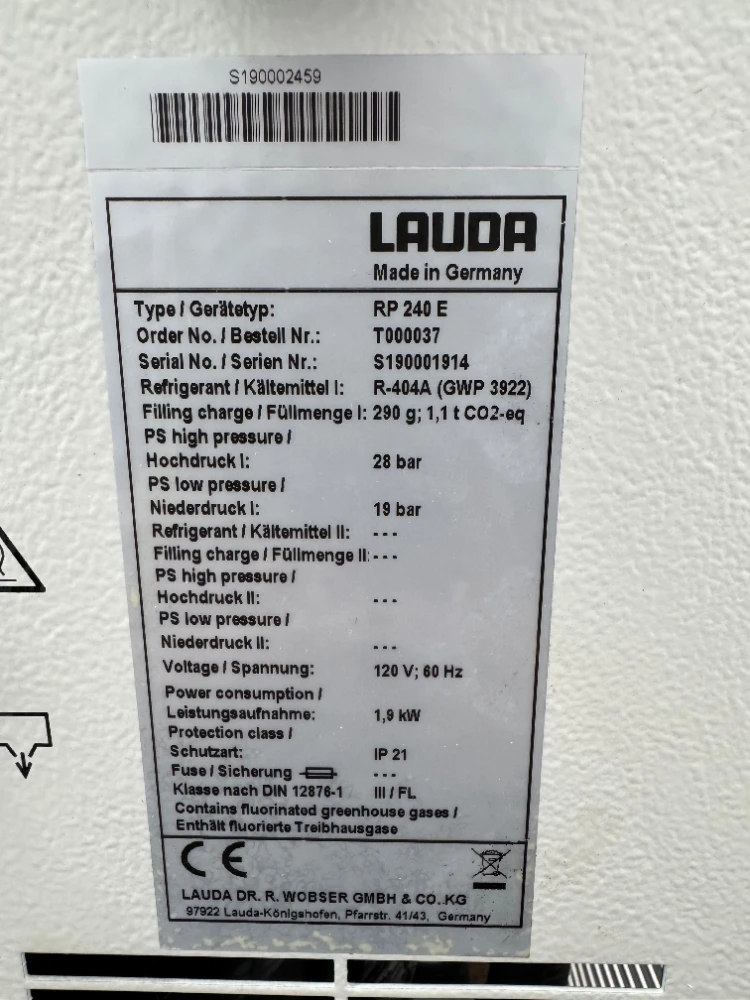 S190002459
LAUDA
Made in Germany
Type / Gerätetyp: RP 240 E
Order No. / Bestell Nr.: T000037
Serial No. / Serien Nr.: S190001914
Refrigerant / Kältemittel I: R-404A (GWP 3922)
Filling charge / Füllmenge I: 290 g; 1,1 t CO2-eq
PS high pressure /
Hochdruck I: 28 bar
PS low pressure /
Niederdruck I: 19 bar
Refrigerant / Kältemittel II: ---
Filling charge / Füllmenge II: ---
PS high pressure /
Hochdruck II: ---
PS low pressure /
Niederdruck II: ---
Voltage / Spannung: 120 V; 60 Hz
Power consumption /
Leistungsaufnahme: 1,9 kW
Protection class /
Schutzart: IP 21
Fuse / Sicherung ---
Klasse nach DIN 12876-1 III / FL
Contains fluorinated greenhouse gases /
Enthält fluorierte Treibhausgase
CE
LAUDA DR. R. WOBSER GMBH & CO. KG
97922 Lauda-Königshofen, Pfarrstr. 41/43, Germany